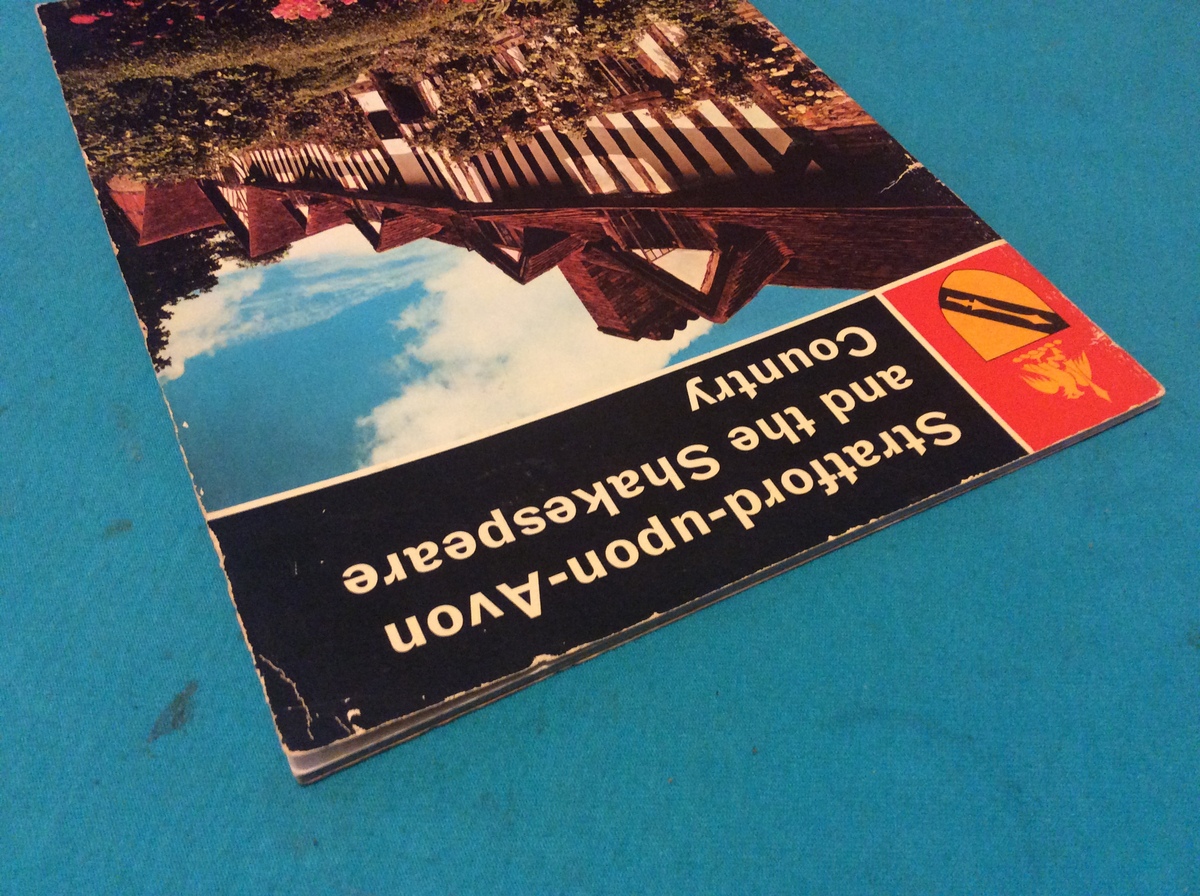 Stratford-upon-Avon
and the Shakespeare
Country